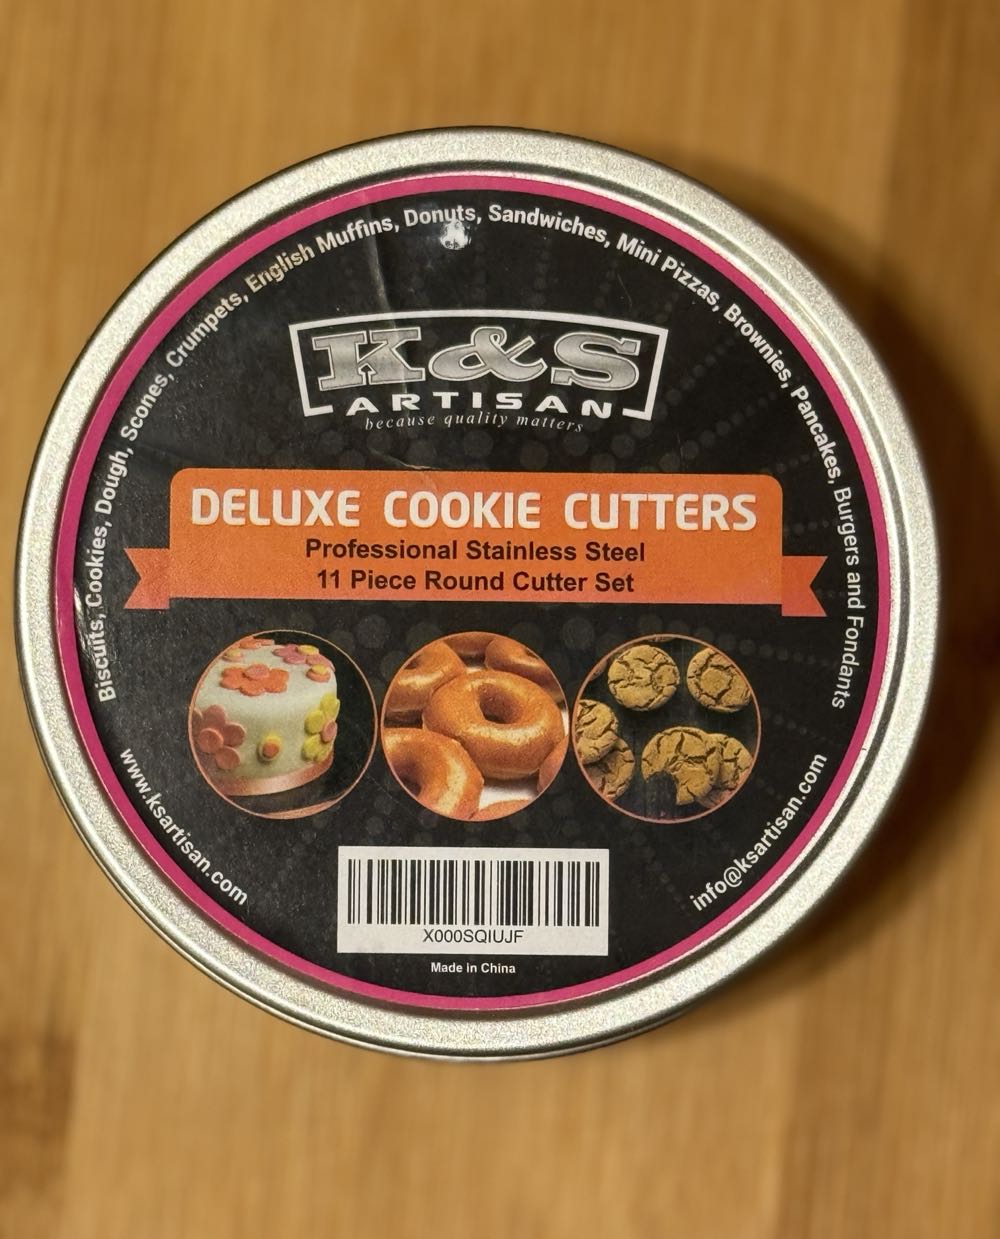 Biscuits, Cookies, Dough, Scones, Crumpets, English Muffins, Donuts, Sandwiches, Mini Pizzas, Brownies, Pancakes, Burgers and Fondants
K&S
ARTISAN
because quality matters
DELUXE COOKIE CUTTERS
Professional Stainless Steel
11 Piece Round Cutter Set
www.ksartisan.com
info@ksartisan.com
X000SQIUJF
Made in China